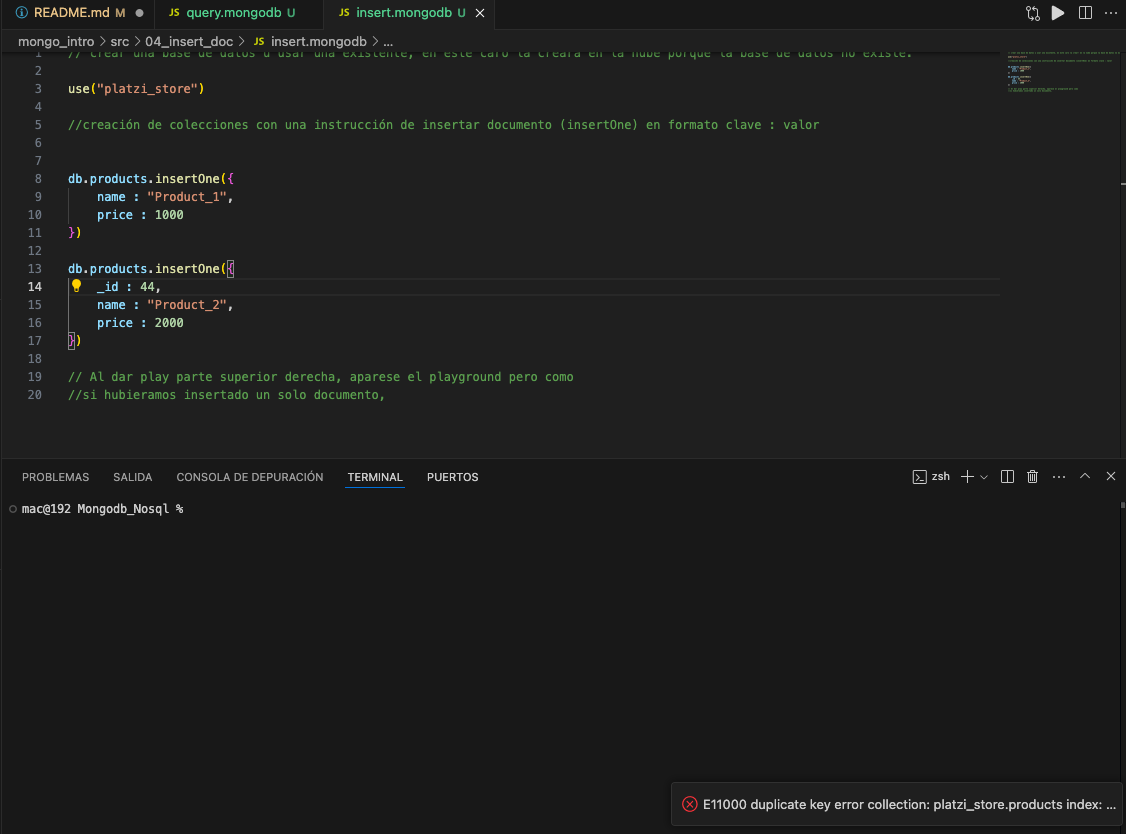 README.md M
JS query.mongodb U
JS insert.mongodb U
mongo_intro > src > 04_insert_doc > JS insert.mongodb > ...
1 // crear una base de datos o usar una existente, en este caro la creara en la nube porque la base de datos no existe.
2
3 use("platzi_store")
4
5 //creación de colecciones con una instrucción de insertar documento (insertOne) en formato clave : valor
6
7
8 db.products.insertOne({
9 name : "Product_1",
10 price : 1000
11 })
12
13 db.products.insertOne({
14 _id : 44,
15 name : "Product_2",
16 price : 2000
17 })
18
19 // Al dar play parte superior derecha, aparese el playground pero como
20 //si hubieramos insertado un solo documento,
PROBLEMAS SALIDA CONSOLA DE DEPURACIÓN TERMINAL PUERTOS
zsh
mac@192 Mongodb_Nosql %
E11000 duplicate key error collection: platzi_store.products index: ...